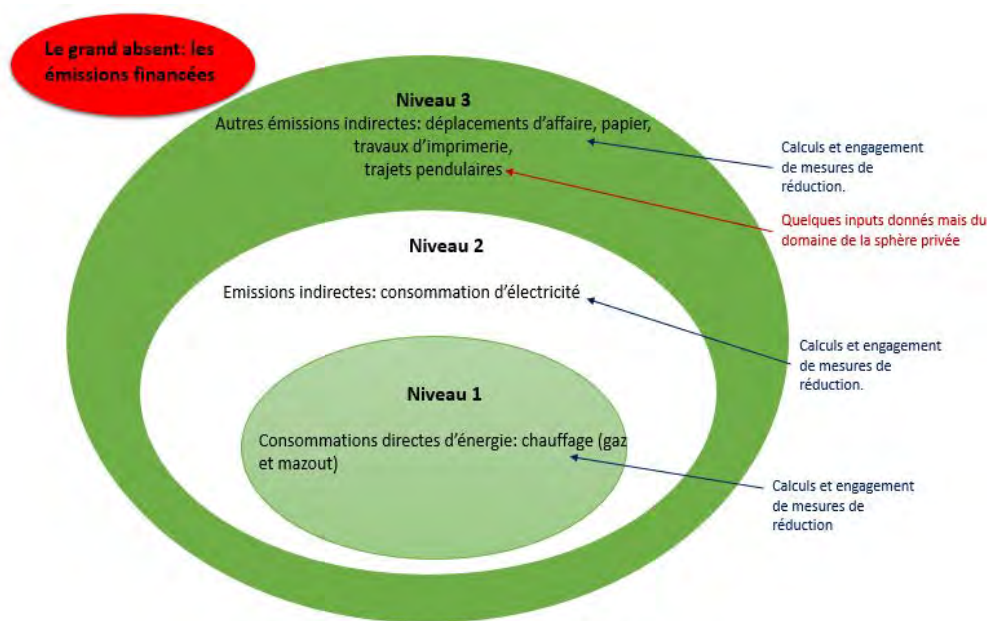 Le grand absent: les
émissions financées
Niveau 3
Autres émissions indirectes: déplacements d'affaire, papier,
travaux d'imprimerie,
trajets pendulaires
Calculs et engagement
de mesures de
réduction.
Quelques inputs donnés mais du
domaine de la sphère privée
Niveau 2
Emissions indirectes: consommation d'électricité
Calculs et engagement
de mesures de
réduction.
Niveau 1
Consommations directes d'énergie: chauffage (gaz
et mazout)
Calculs et engagement
de mesures de
réduction